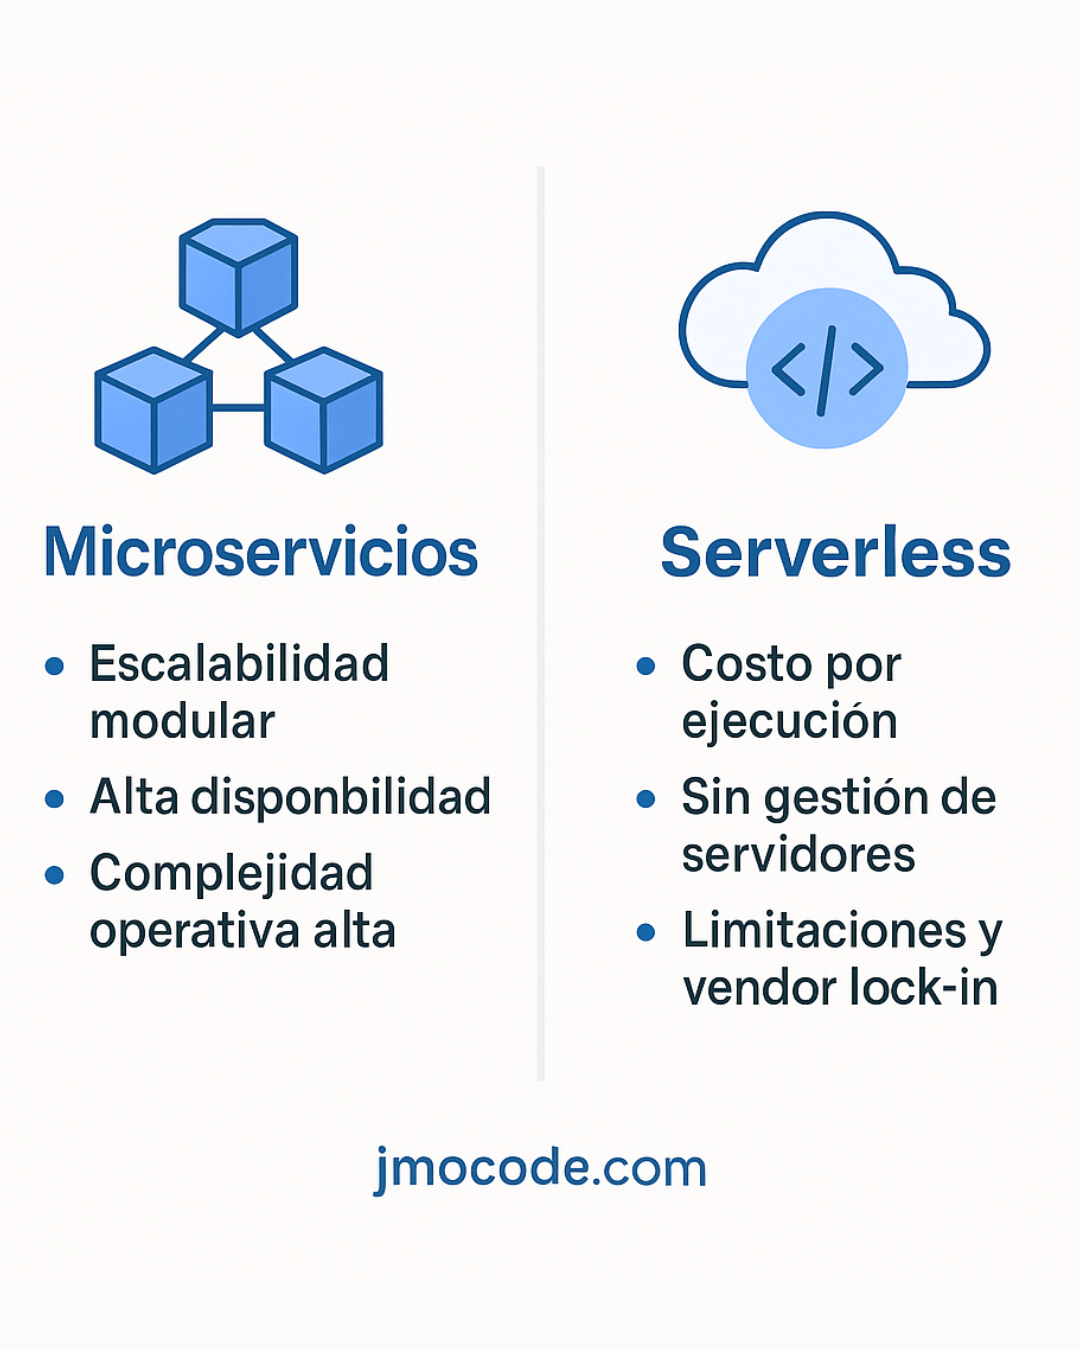 Microservicios
• Escalabilidad
modular
• Alta disponbilidad
• Complejidad
operativa alta
Serverless
• Costo por
ejecución
• Sin gestión de
servidores
• Limitaciones y
vendor lock-in
jmocode.com